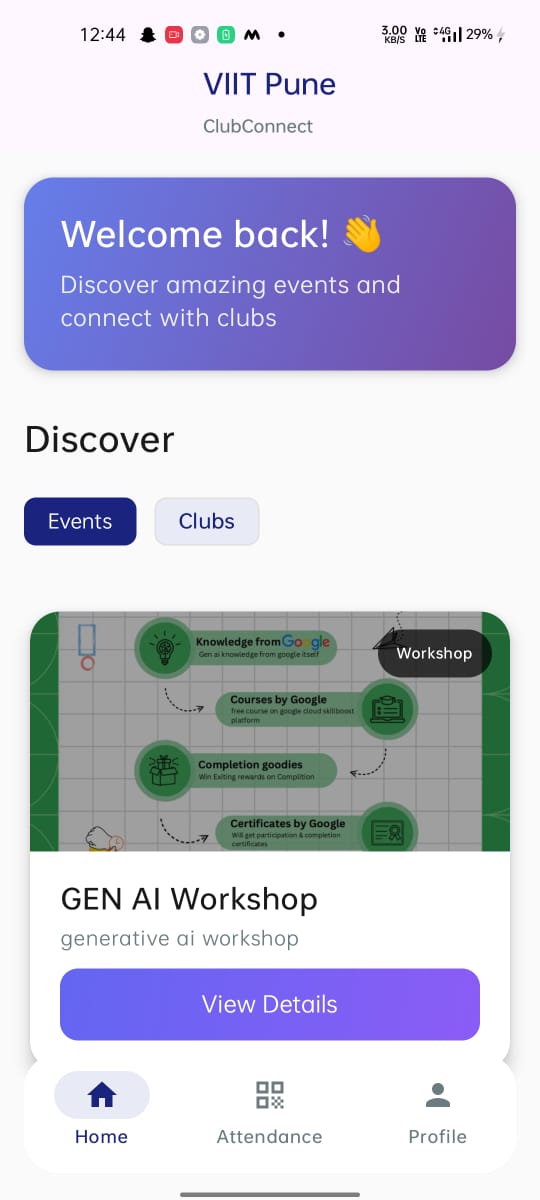 12:44
3.00
KB/S
Vo
LTE
4G
29%
VIIT Pune
ClubConnect
Welcome back! 👋
Discover amazing events and
connect with clubs
Discover
Events
Clubs
Knowledge from Google
Gen ai knowledge from google itself
Workshop
Courses by Google
free course on google cloud skillboost
platform
Completion goodies
Win Exiting rewards on Complition
Certificates by Google
Will get participation & completion
certificates
GEN AI Workshop
generative ai workshop
View Details
Home
Attendance
Profile